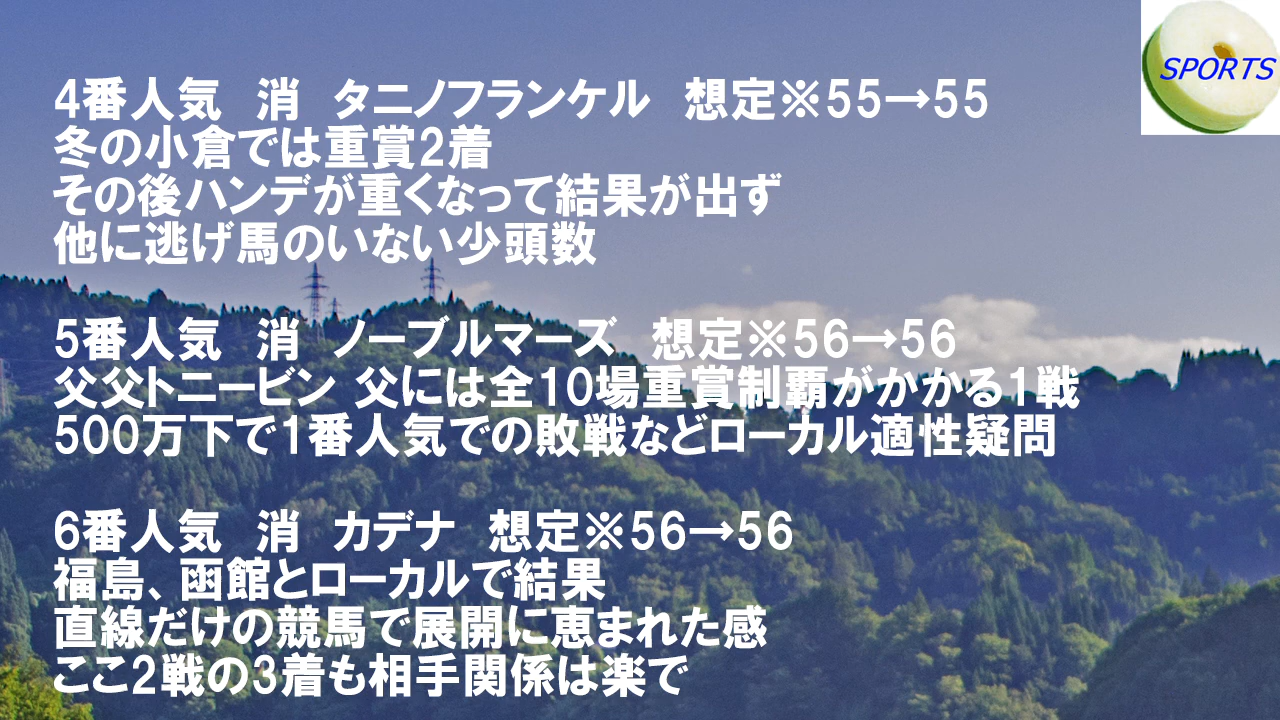 SPORTS
4番人気　消　タニノフランケル　想定※55→55
冬の小倉では重賞2着
その後ハンデが重くなって結果が出ず
他に逃げ馬のいない少頭数
5番人気　消　ノーブルマーズ　想定※56→56
父父トニービン 父には全10場重賞制覇がかかる1戦
500万下で1番人気での敗戦などローカル適性疑問
6番人気　消　カデナ　想定※56→56
福島、函館とローカルで結果
直線だけの競馬で展開に恵まれた感
ここ2戦の3着も相手関係は楽で